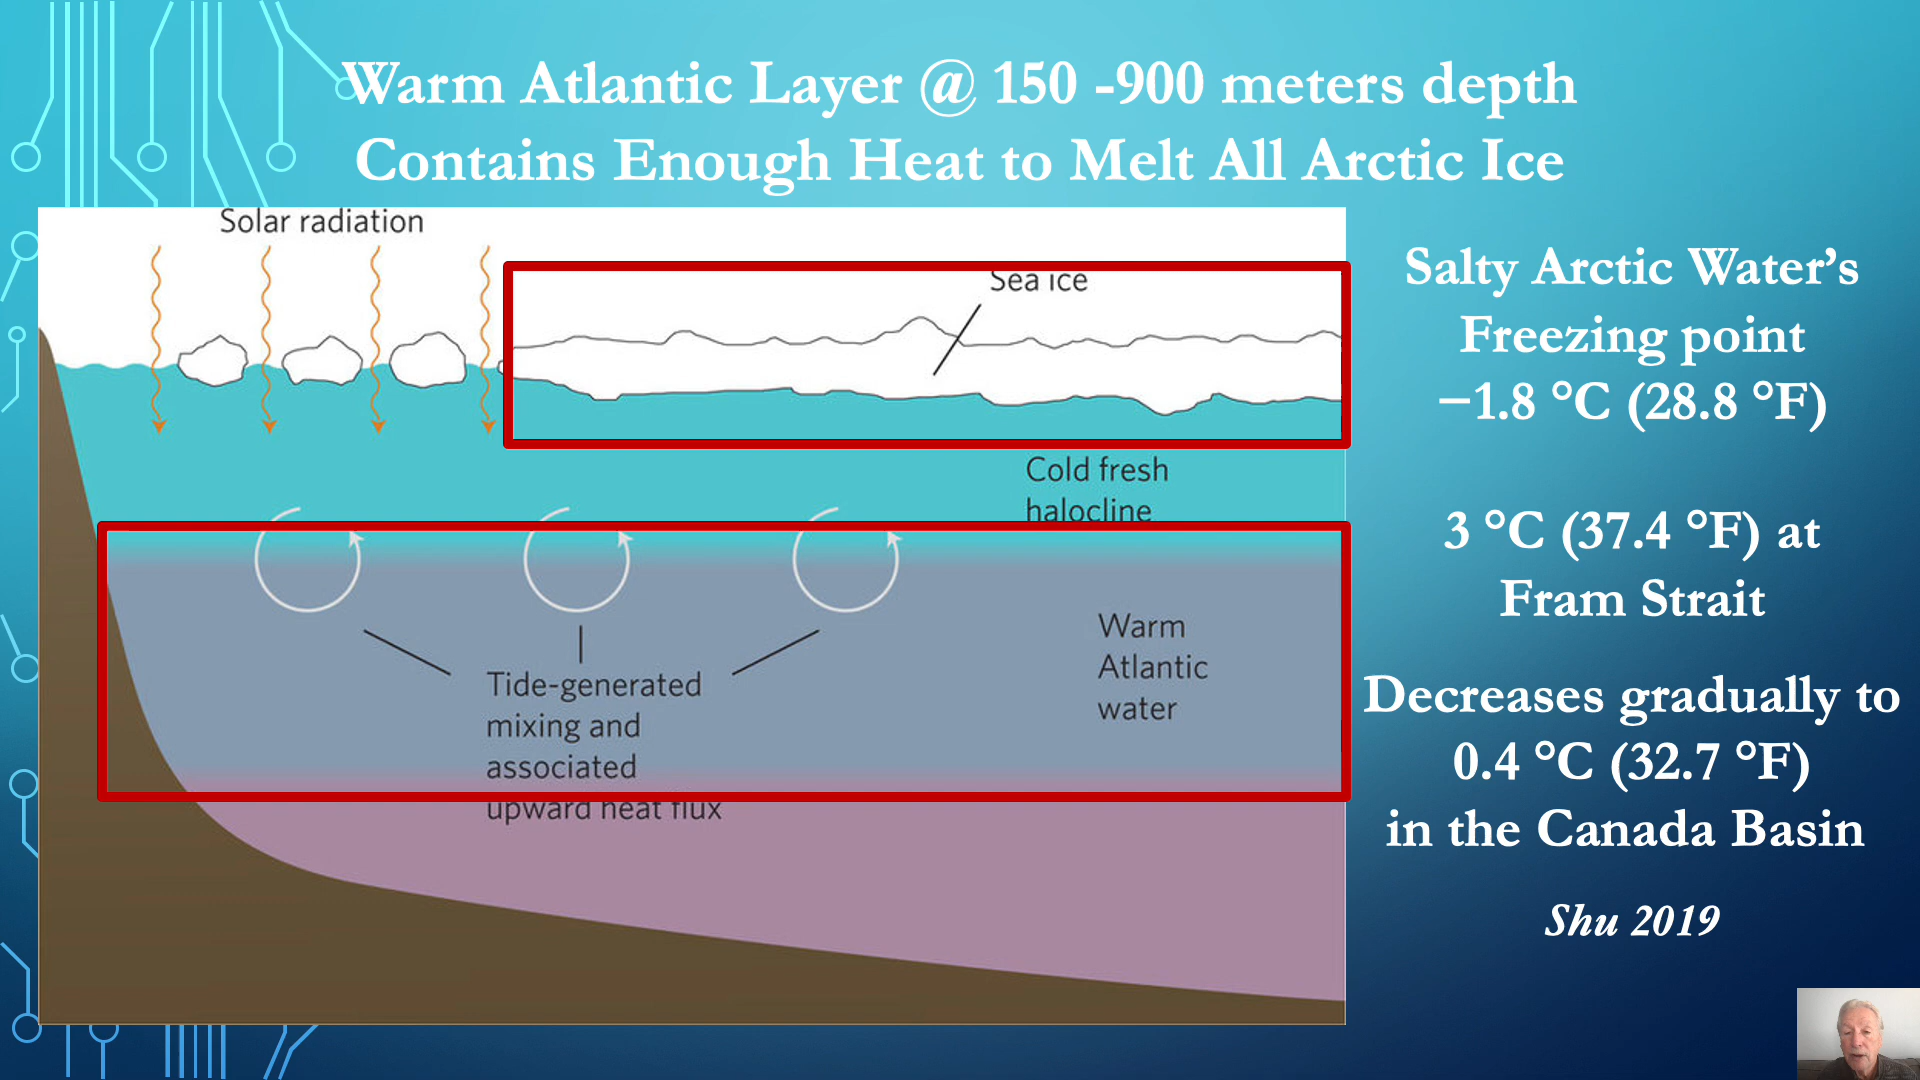 Warm Atlantic Layer @ 150 -900 meters depth
Contains Enough Heat to Melt All Arctic Ice
Solar radiation
Sea ice
Cold fresh
halocline
Warm
Atlantic
water
Tide-generated
mixing and
associated
upward heat flux
Salty Arctic Water’s
Freezing point
−1.8 °C (28.8 °F)
3 °C (37.4 °F) at
Fram Strait
Decreases gradually to
0.4 °C (32.7 °F)
in the Canada Basin
Shu 2019